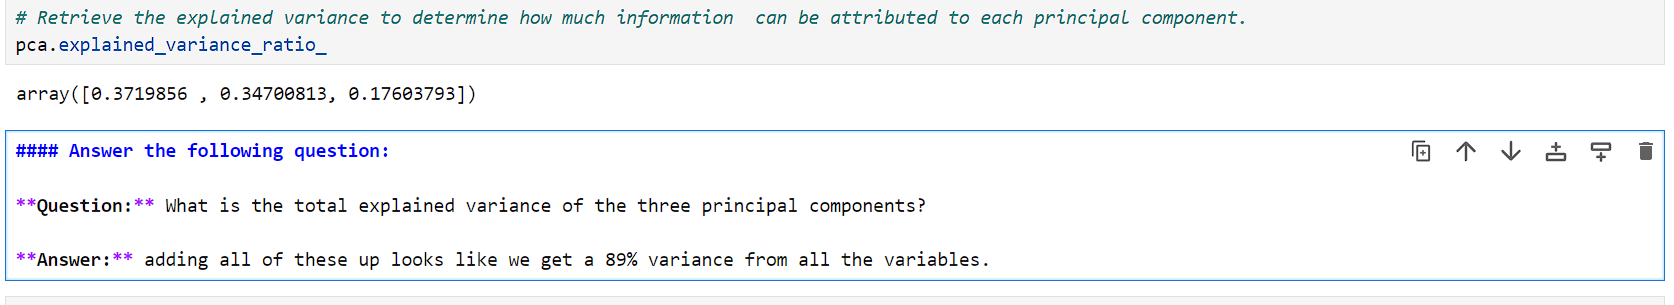 # Retrieve the explained variance to determine how much information  can be attributed to each principal component.
pca.explained_variance_ratio_
array([0.3719856 , 0.34700813, 0.17603793])
#### Answer the following question:
**Question:** What is the total explained variance of the three principal components?
**Answer:** adding all of these up looks like we get a 89% variance from all the variables.